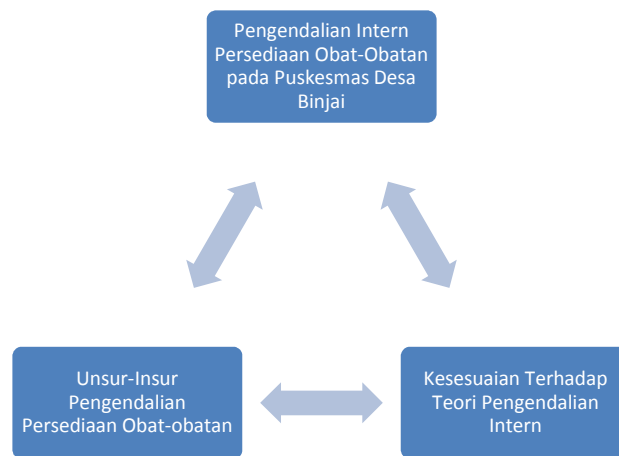 Pengendalian Intern
Persediaan Obat-Obatan
pada Puskesmas Desa
Binjai
Unsur-Insur
Pengendalian
Persediaan Obat-obatan
Kesesuaian Terhadap
Teori Pengendalian
Intern